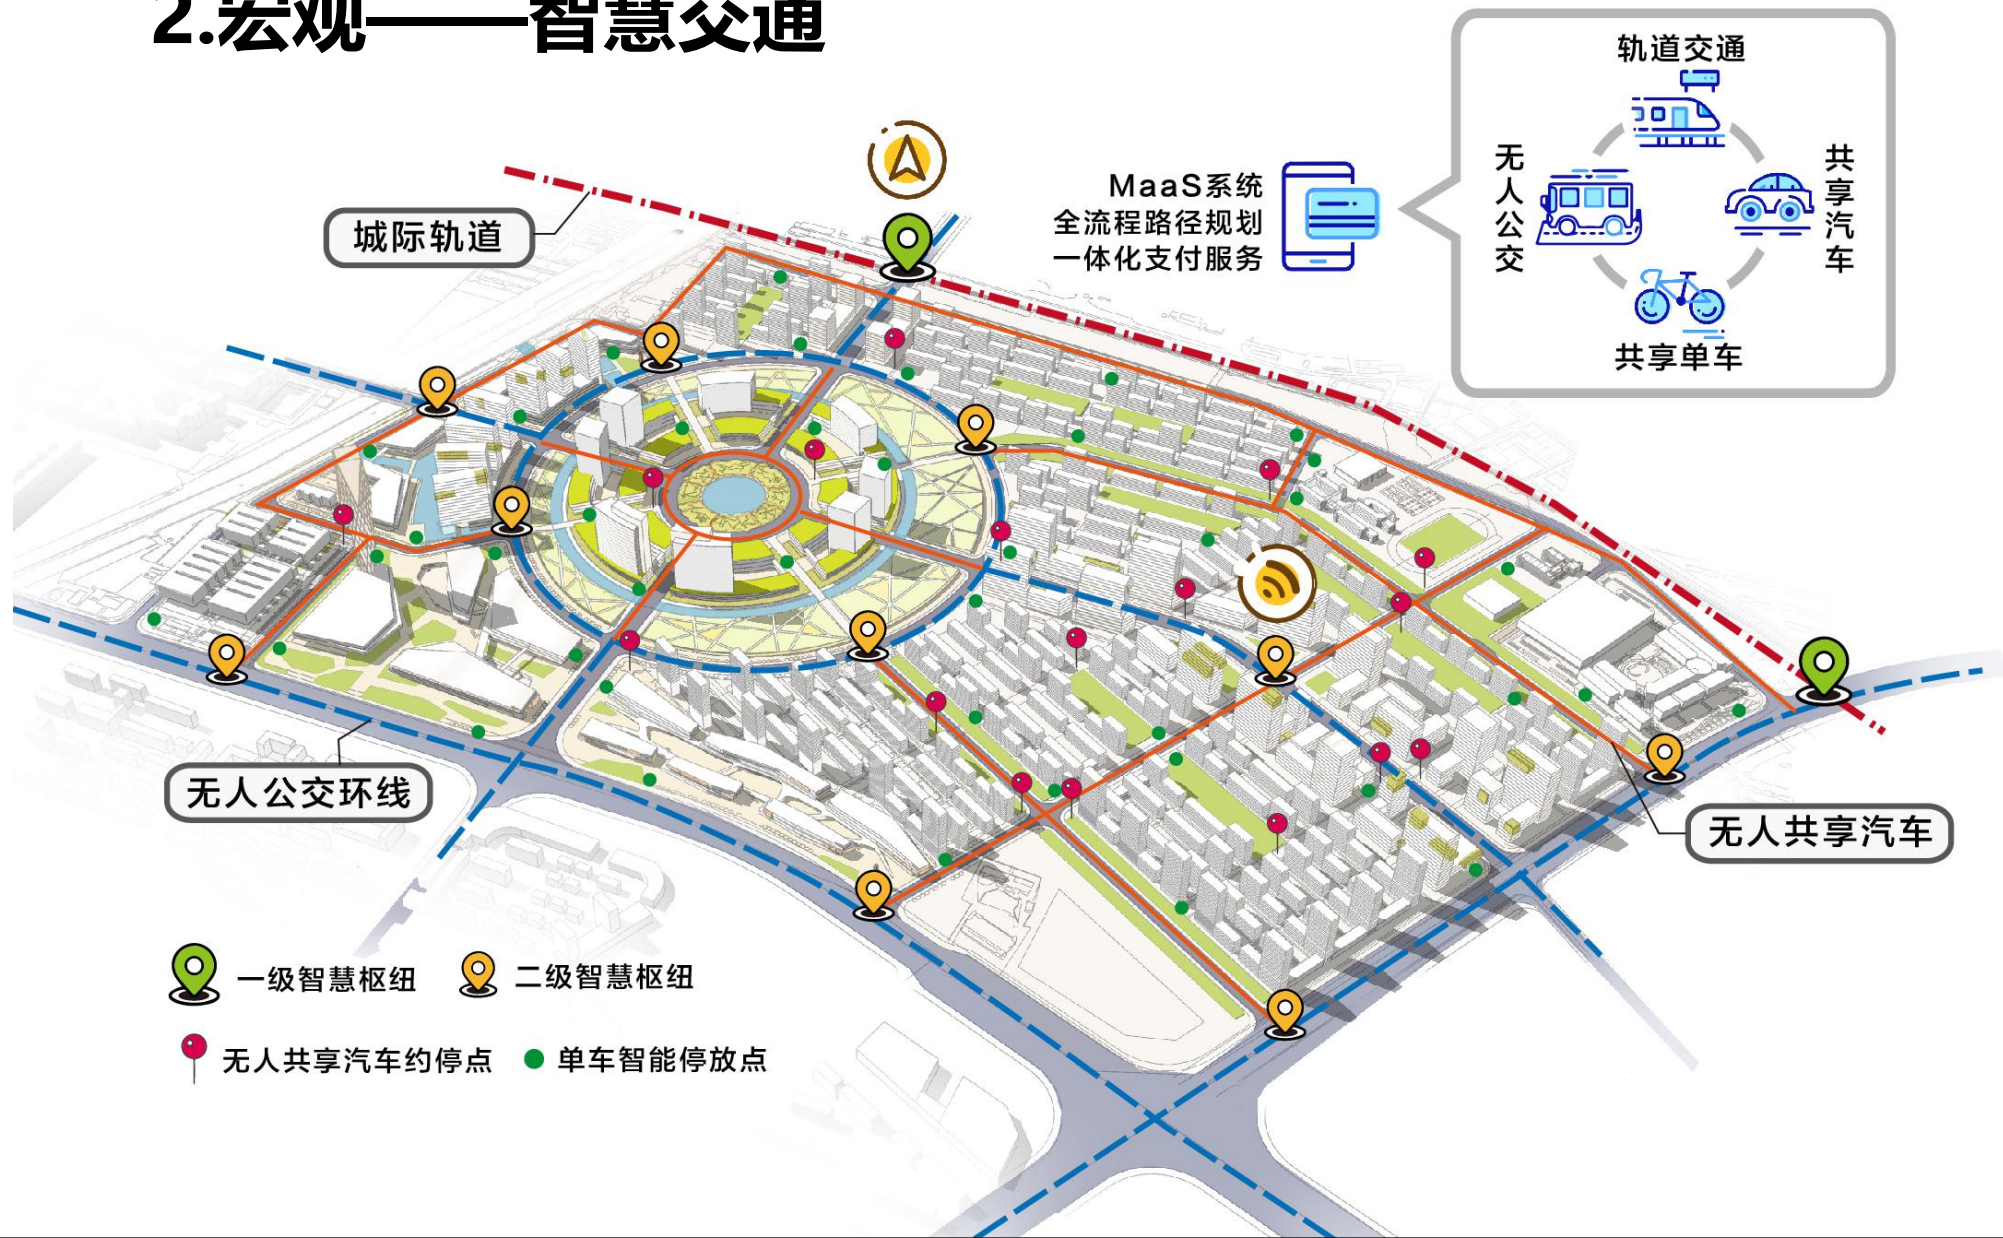 2.宏观——智慧交通
轨道交通
无人公交
共享汽车
共享单车
MaaS系统
全流程路径规划
一体化支付服务
城际轨道
无人公交环线
无人共享汽车
一级智慧枢纽
二级智慧枢纽
无人共享汽车约停点
单车智能停放点